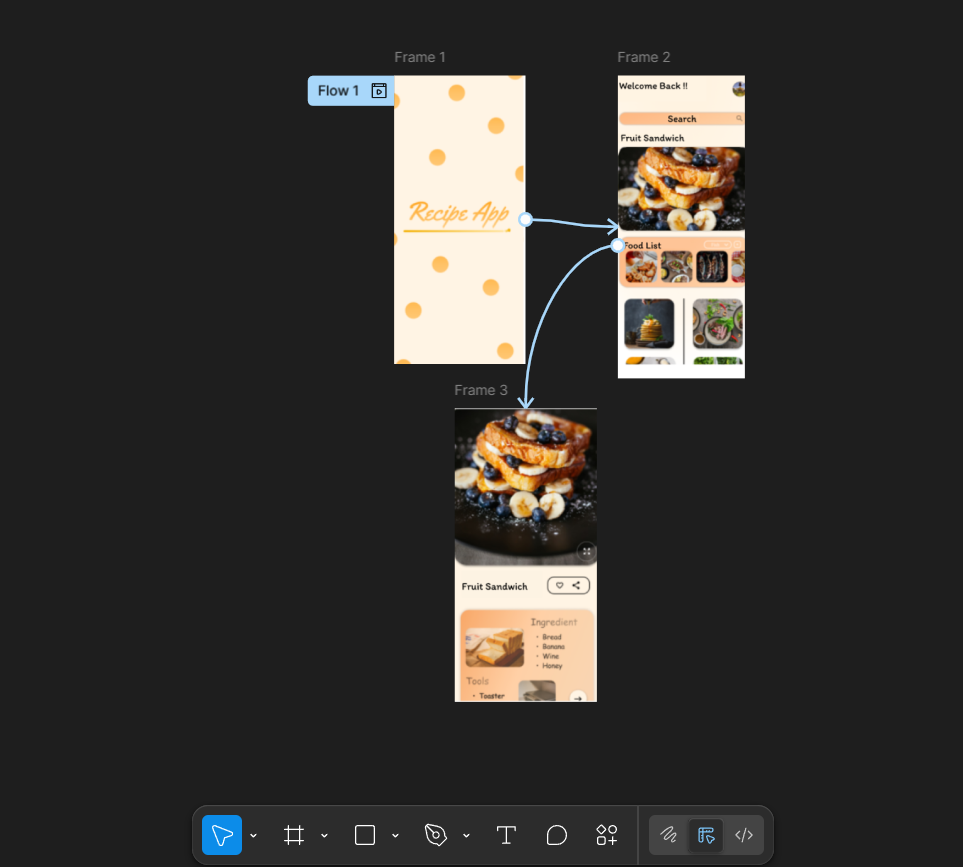 Frame 1
Frame 2
Flow 1
Recipe App
Welcome Back !!
Search
Fruit Sandwich
Food List
Frame 3
Fruit Sandwich
Ingredient
Bread
Banana
Wine
Honey
Tools
Toaster